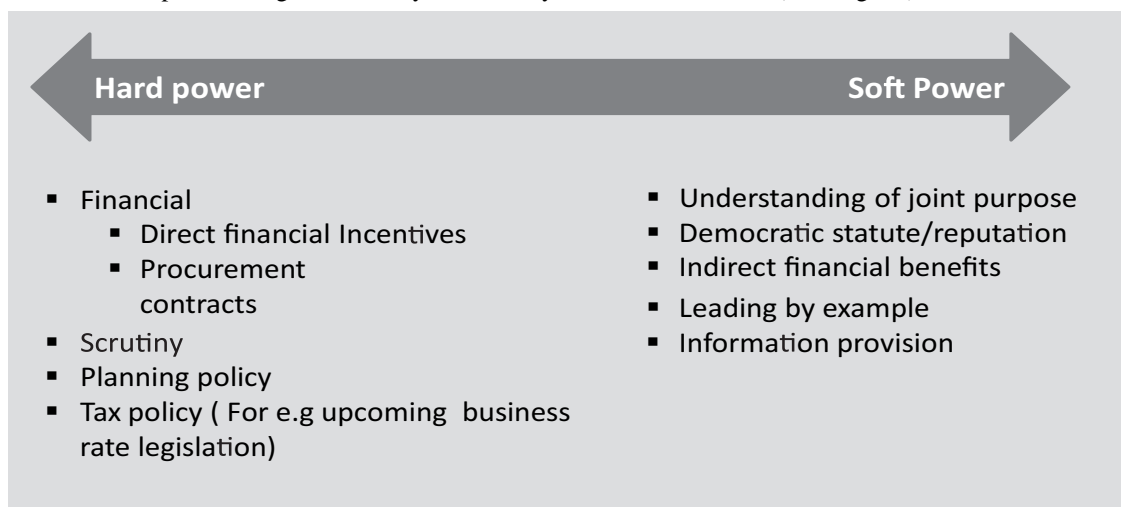 Hard power
Soft Power
▪ Financial
▪ Direct financial Incentives
▪ Procurement
contracts
▪ Scrutiny
▪ Planning policy
▪ Tax policy ( For e.g upcoming business
rate legislation)
▪ Understanding of joint purpose
▪ Democratic statute/reputation
▪ Indirect financial benefits
▪ Leading by example
▪ Information provision